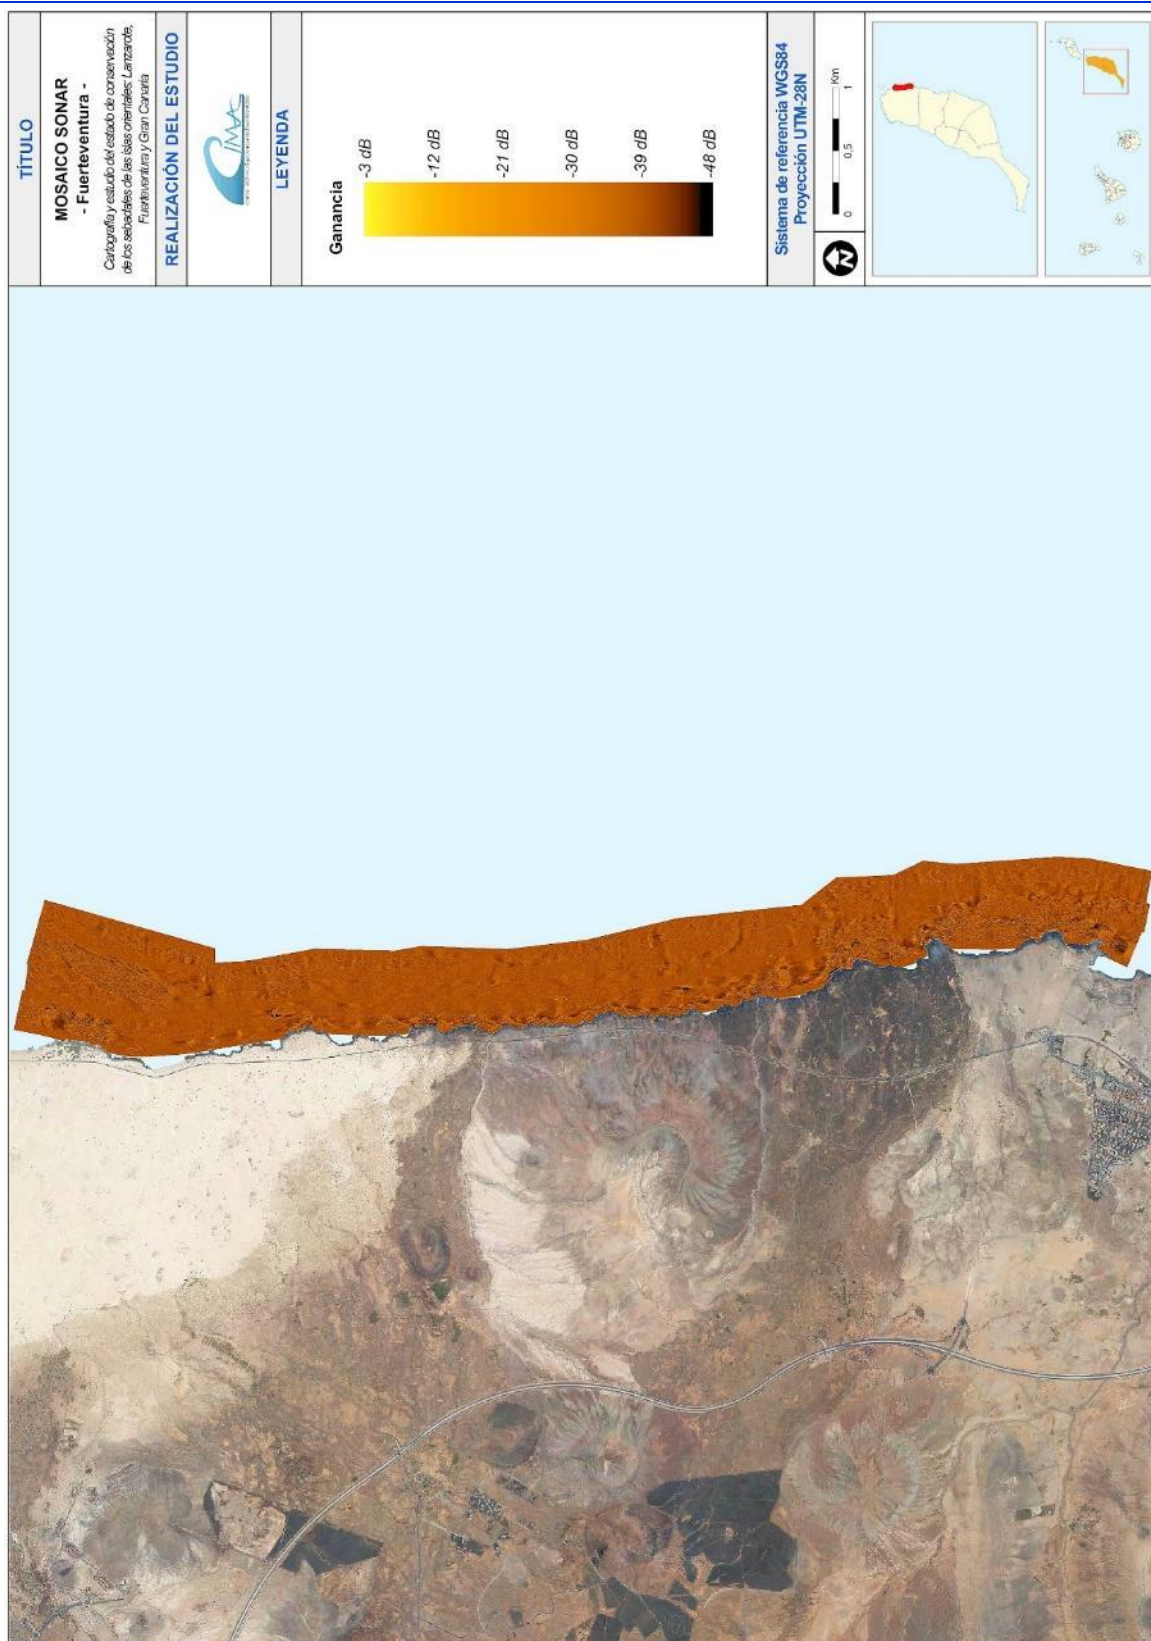 TÍTULO
MOSAICO SONAR
- Fuerteventura -
Cartografía y estudio del estado de conservación
de los sebadales de las islas orientales: Lanzarote,
Fuerteventura y Gran Canaria
REALIZACIÓN DEL ESTUDIO
CIMA
LEYENDA
Ganancia
-3 dB
-12 dB
-21 dB
-30 dB
-39 dB
-48 dB
Sistema de referencia WGS84
Proyección UTM-28N
N
0 0,5 1
Km